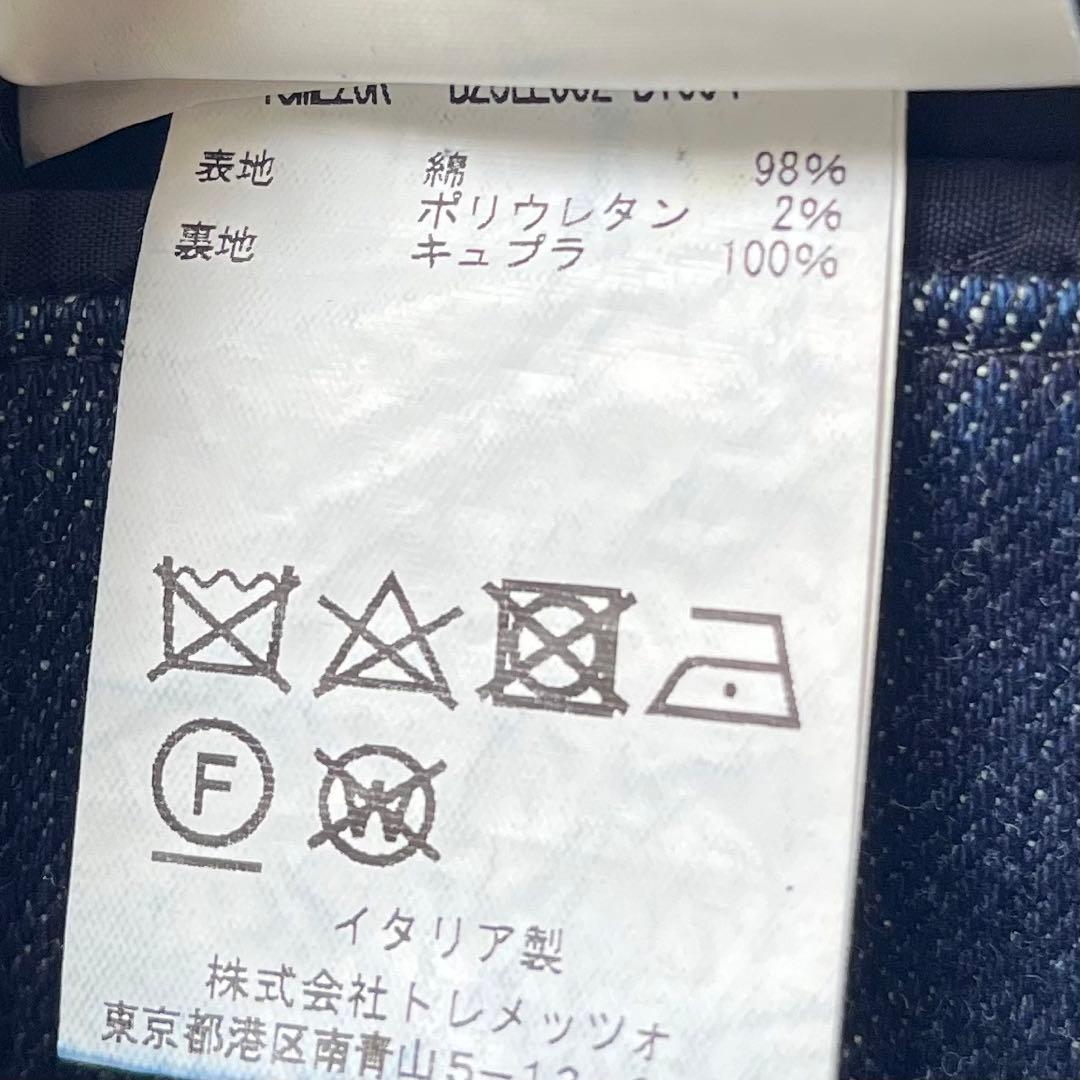 表地 綿 98%
ポリウレタン 2%
裏地 キュプラ 100%
F
W
イタリア製
株式会社トレメッツォ
東京都港区南青山5-12